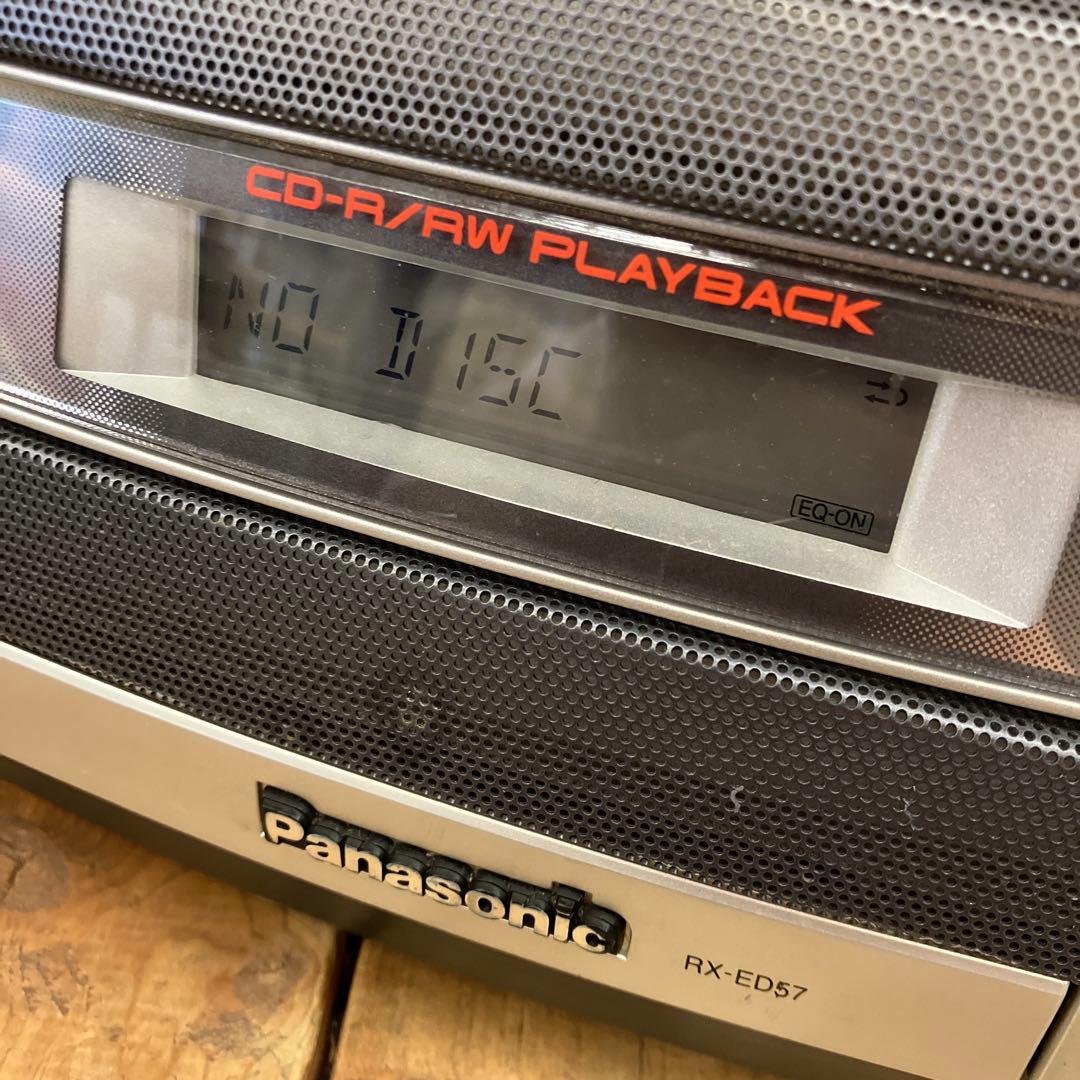 CD-R/RW PLAYBACK
NO DISC
EQ-ON
Panasonic
RX-ED57